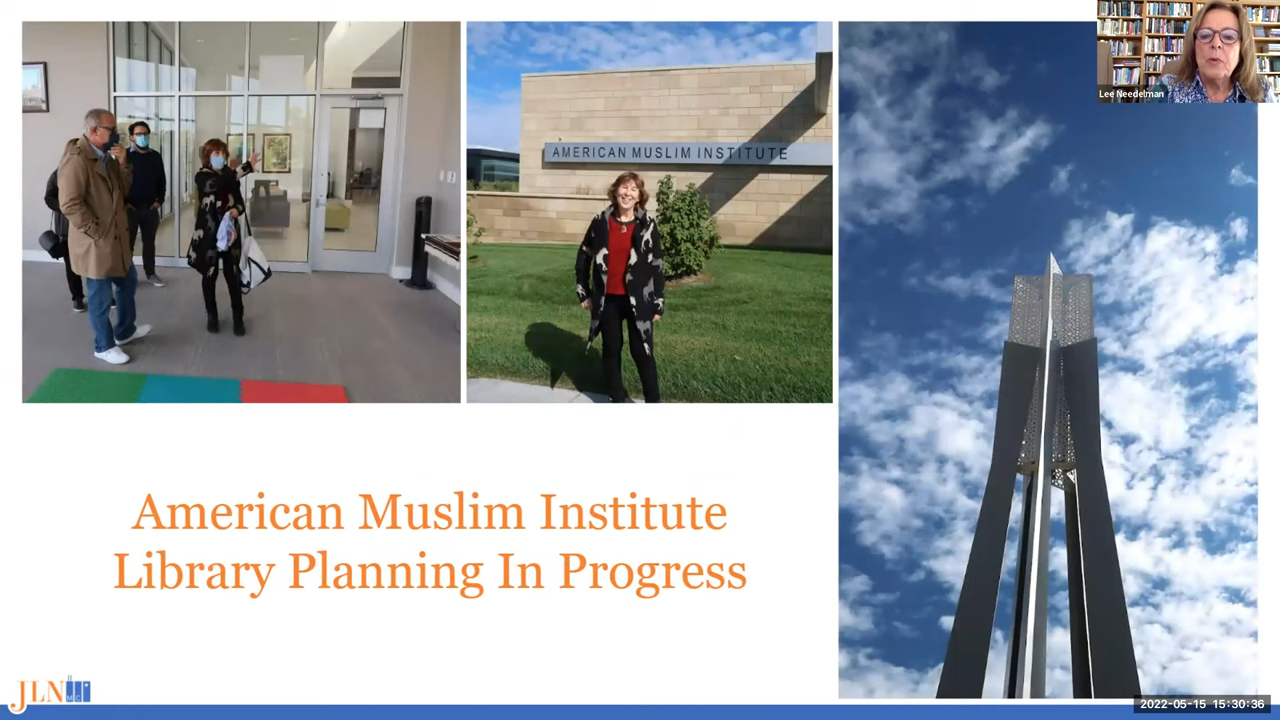 Lee Needelman
AMERICAN MUSLIM INSTITUTE
American Muslim Institute
Library Planning In Progress
JLN
2022-05-15 15:30:36